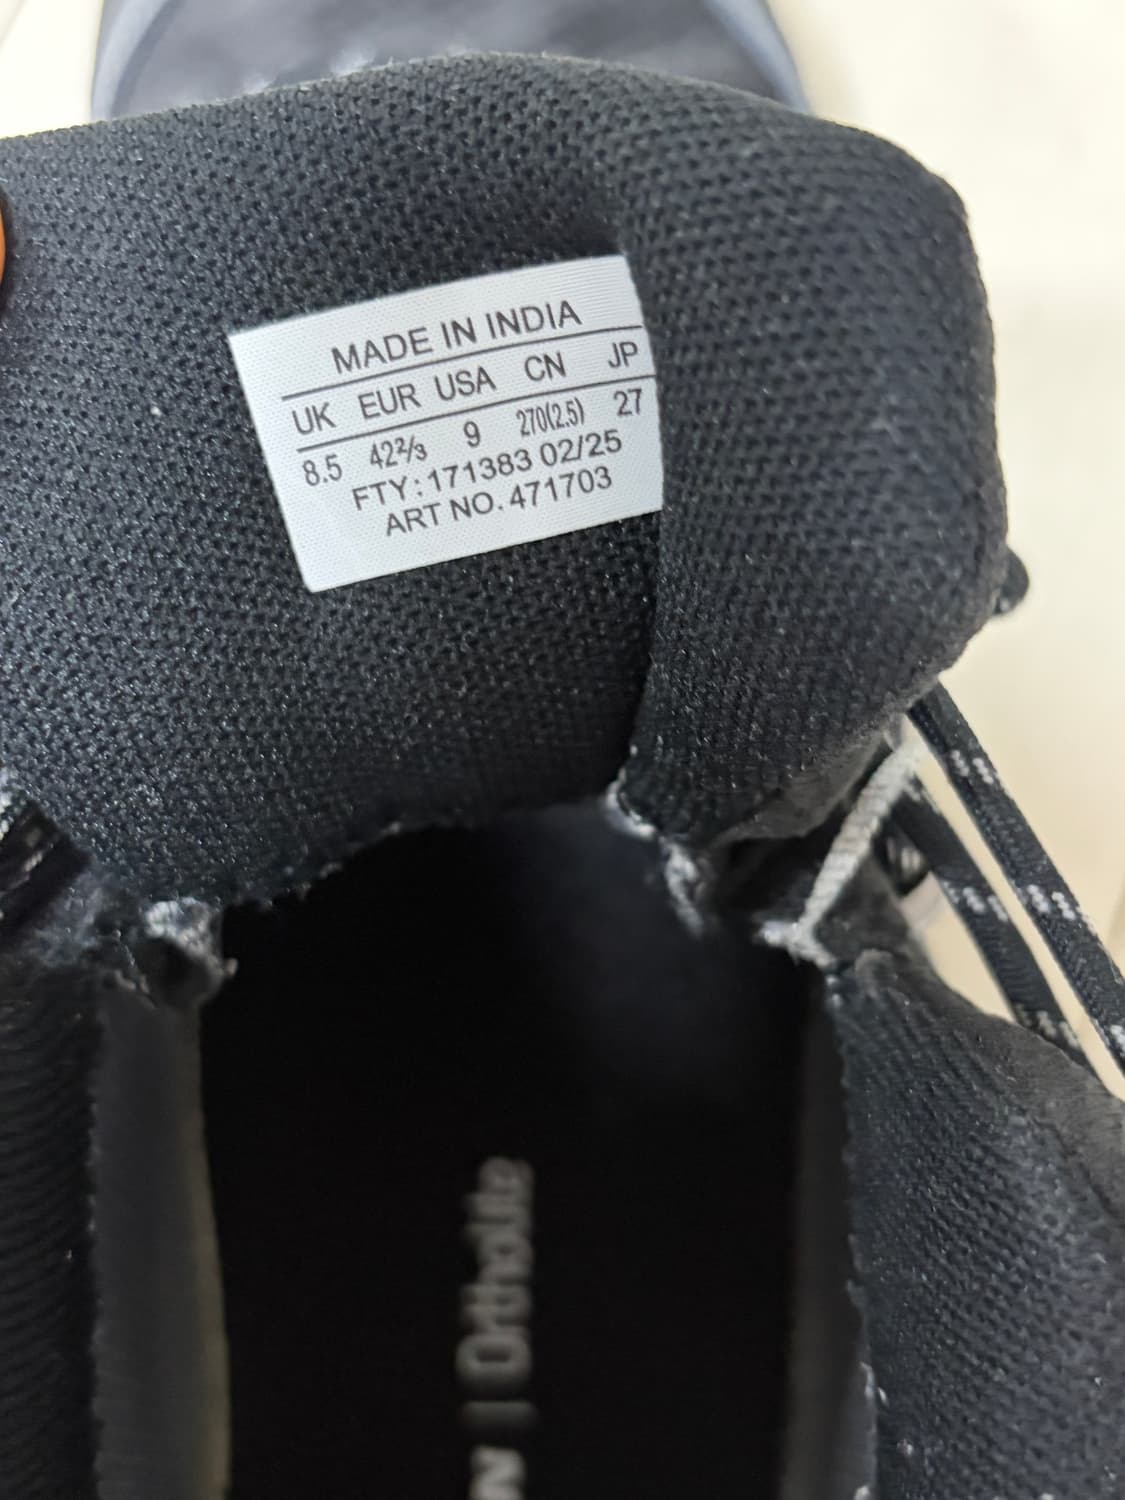 MADE IN INDIA
UK EUR USA CN JP
8.5 42⅔ 9 270(2.5) 27
FTY: 171383 02/25
ART NO. 471703
Ortholite